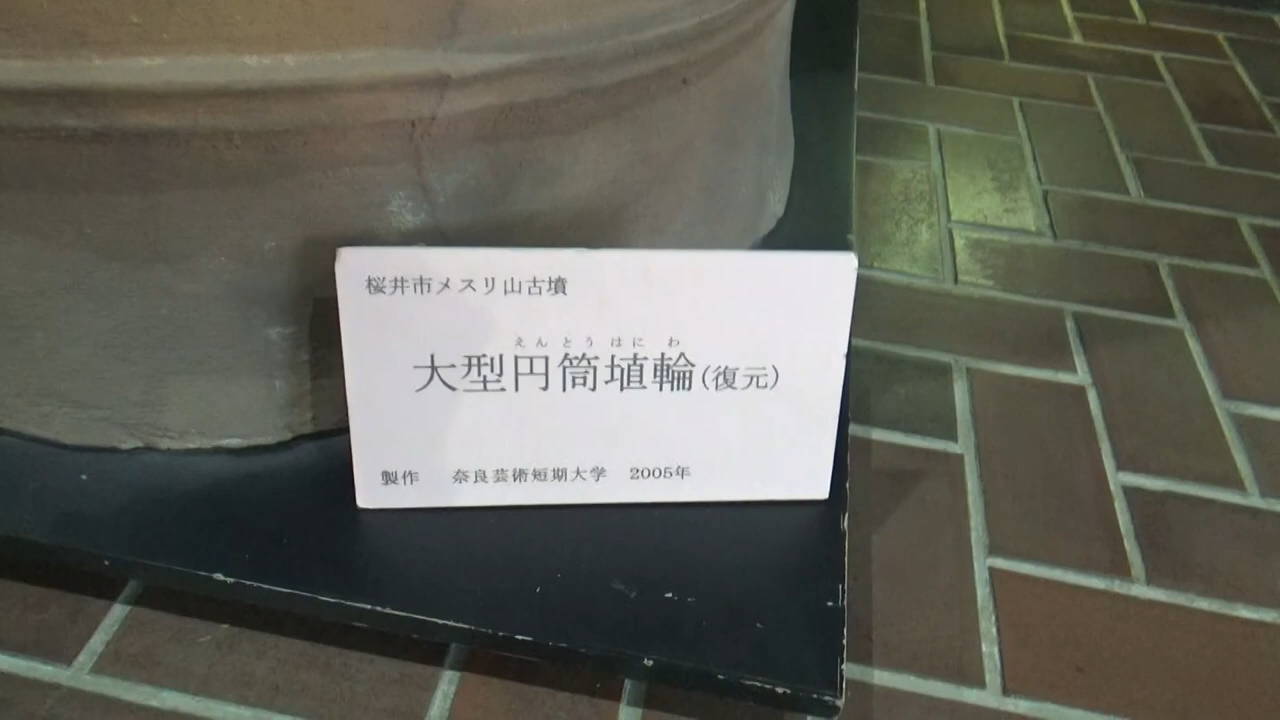 桜井市メスリ山古墳
えんとうはにわ
大型円筒埴輪(復元)
製作 奈良芸術短期大学 2005年